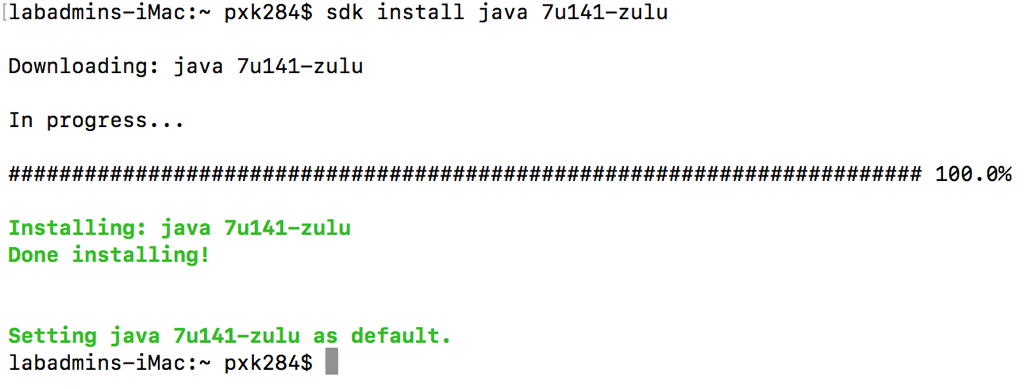 [labadmins-iMac:~ pxk284$ sdk install java 7u141-zulu
Downloading: java 7u141-zulu
In progress...
######################################################################## 100.0%
Installing: java 7u141-zulu
Done installing!
Setting java 7u141-zulu as default.
labadmins-iMac:~ pxk284$